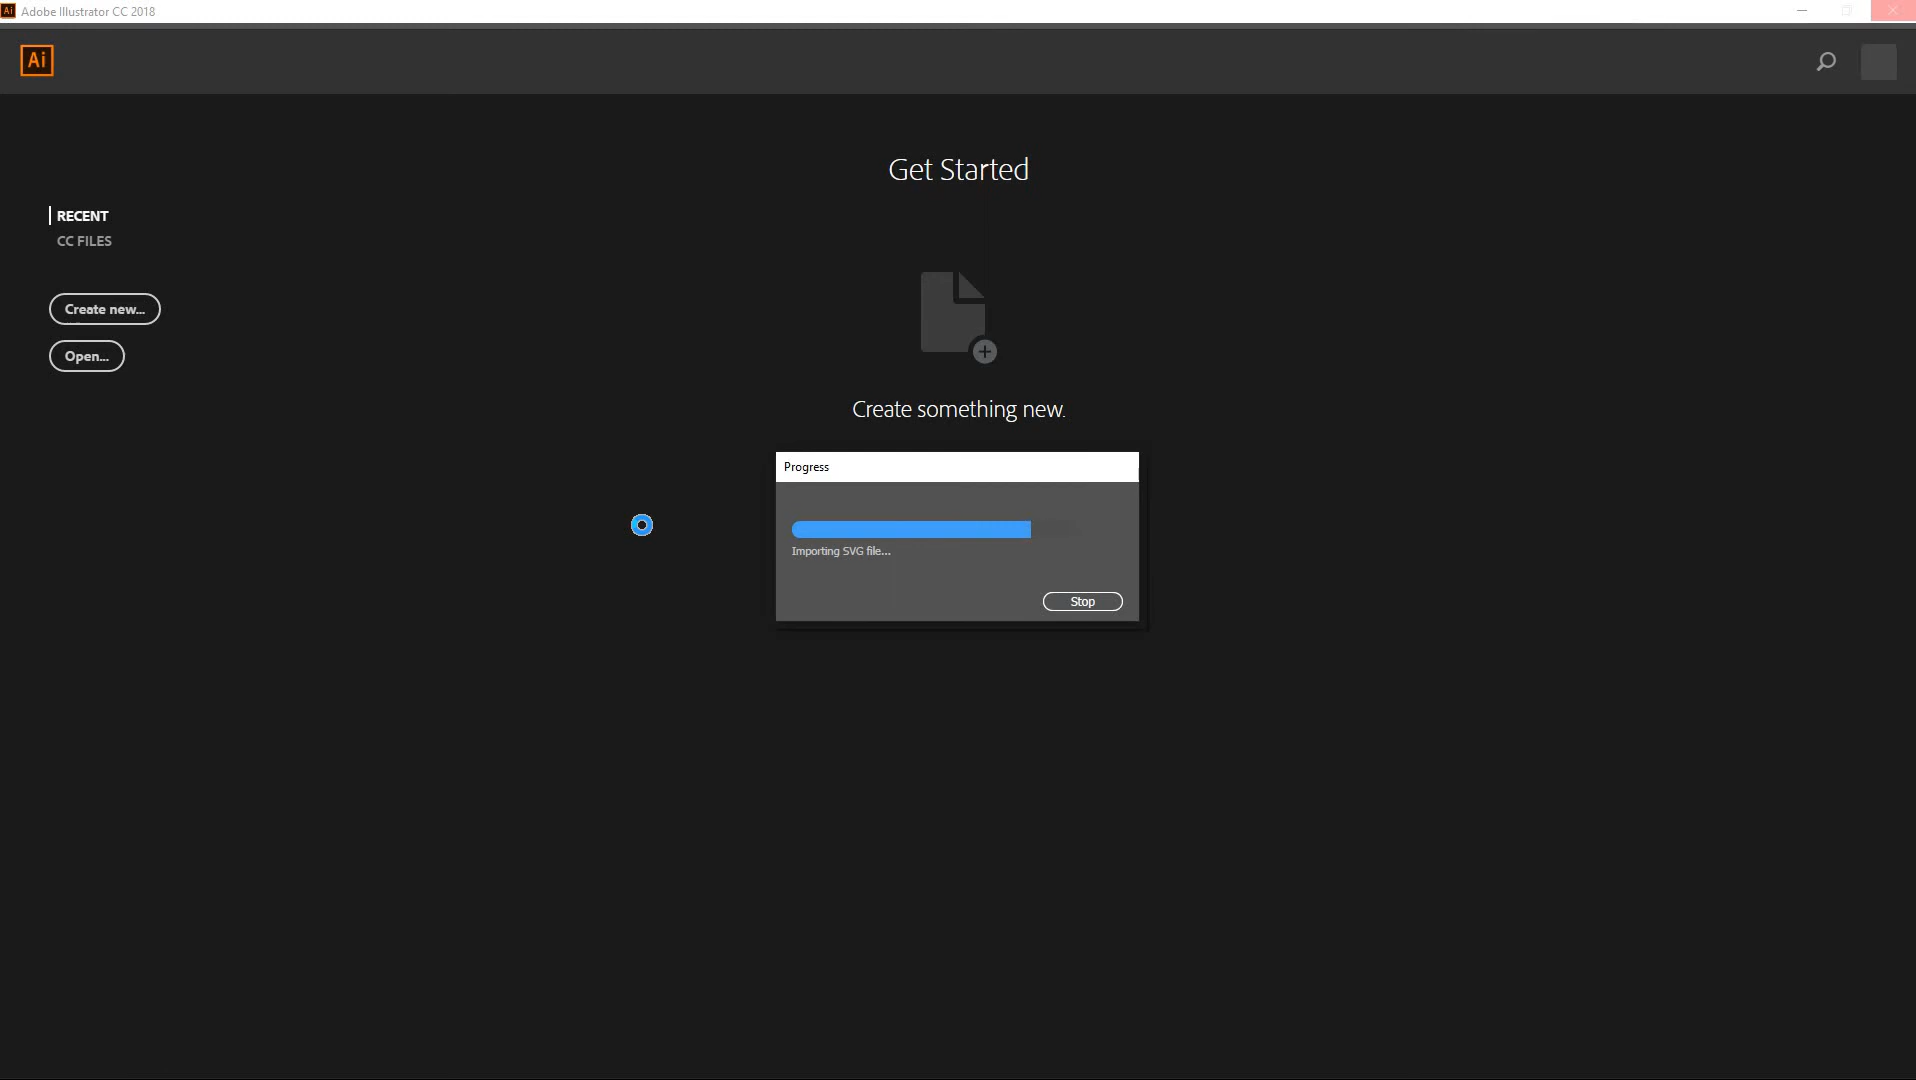 Ai Adobe Illustrator CC 2018
Ai
Get Started
RECENT
CC FILES
Create new...
Open...
Create something new.
Progress
Importing SVG file...
Stop